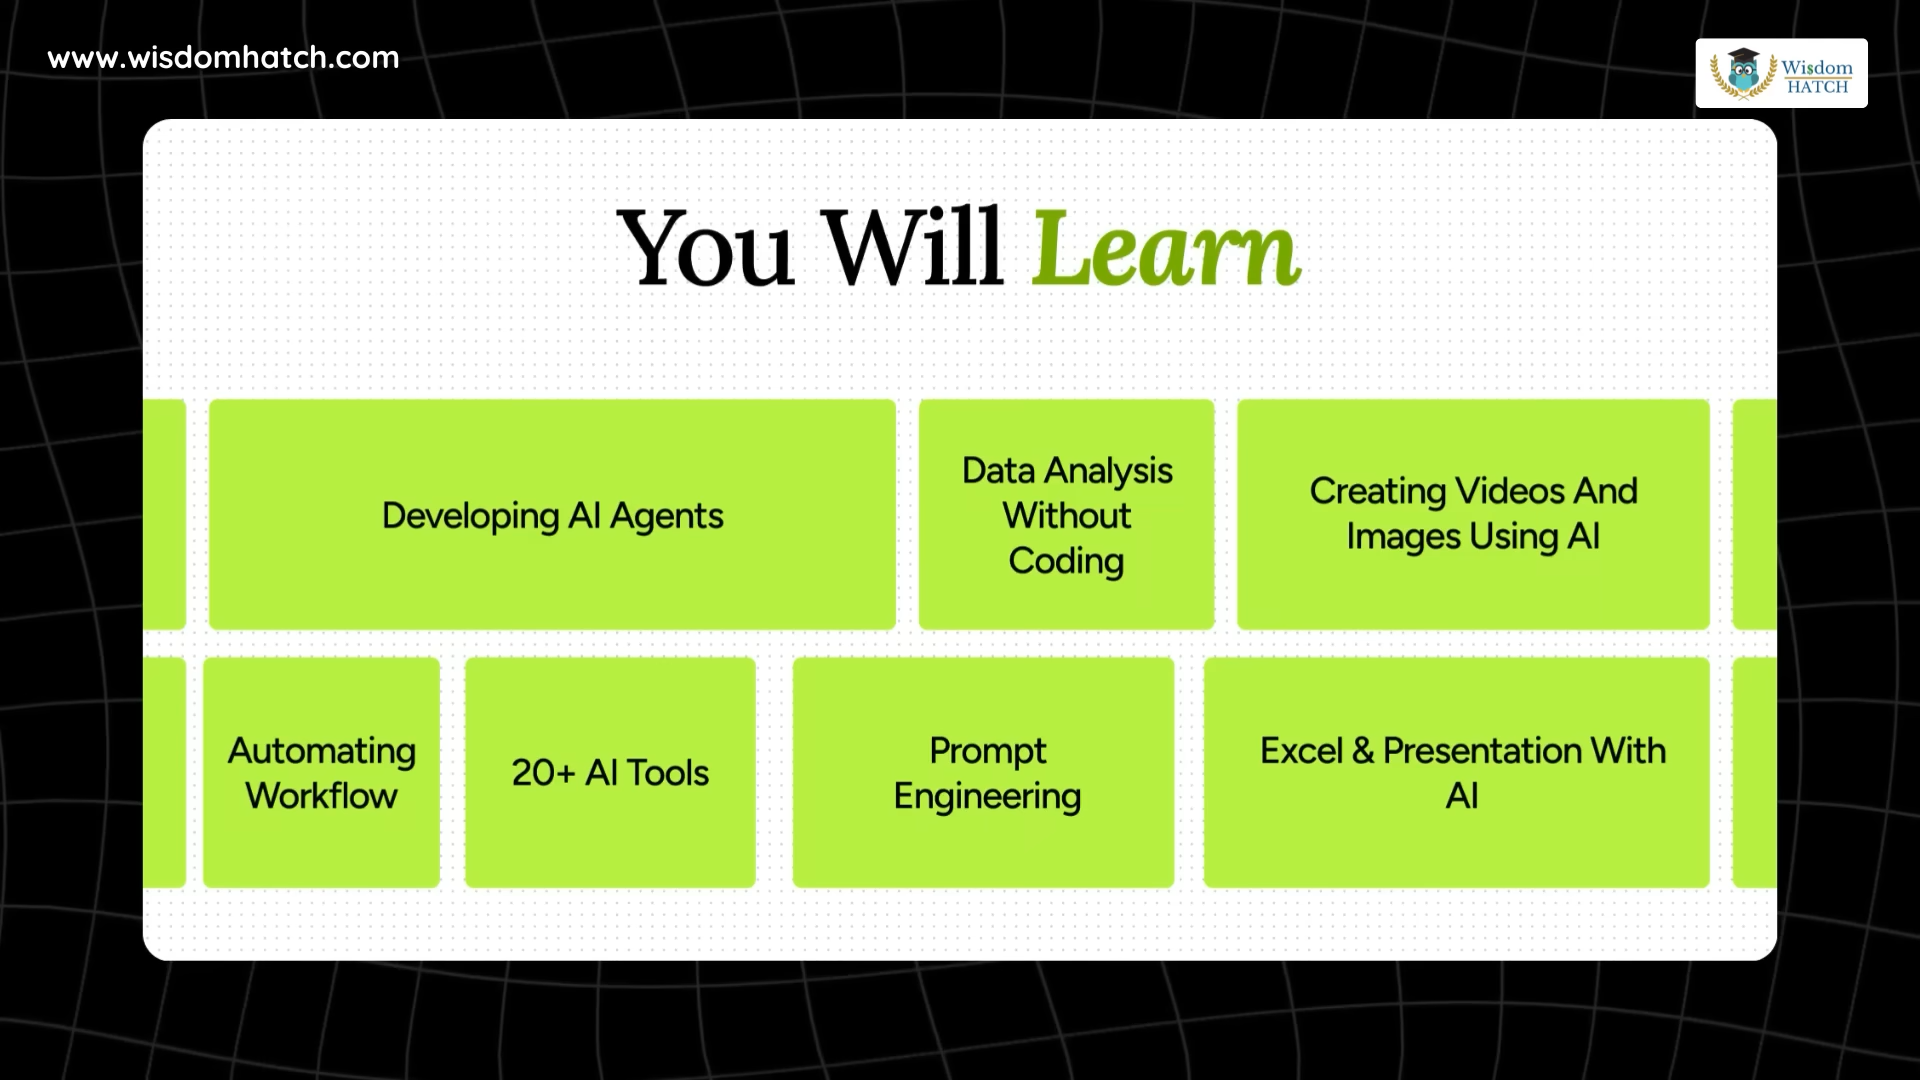 www.wisdomhatch.com
Wisdom
HATCH
You Will Learn
Developing AI Agents
Data Analysis
Without
Coding
Creating Videos And
Images Using AI
Automating
Workflow
20+ AI Tools
Prompt
Engineering
Excel & Presentation With
AI